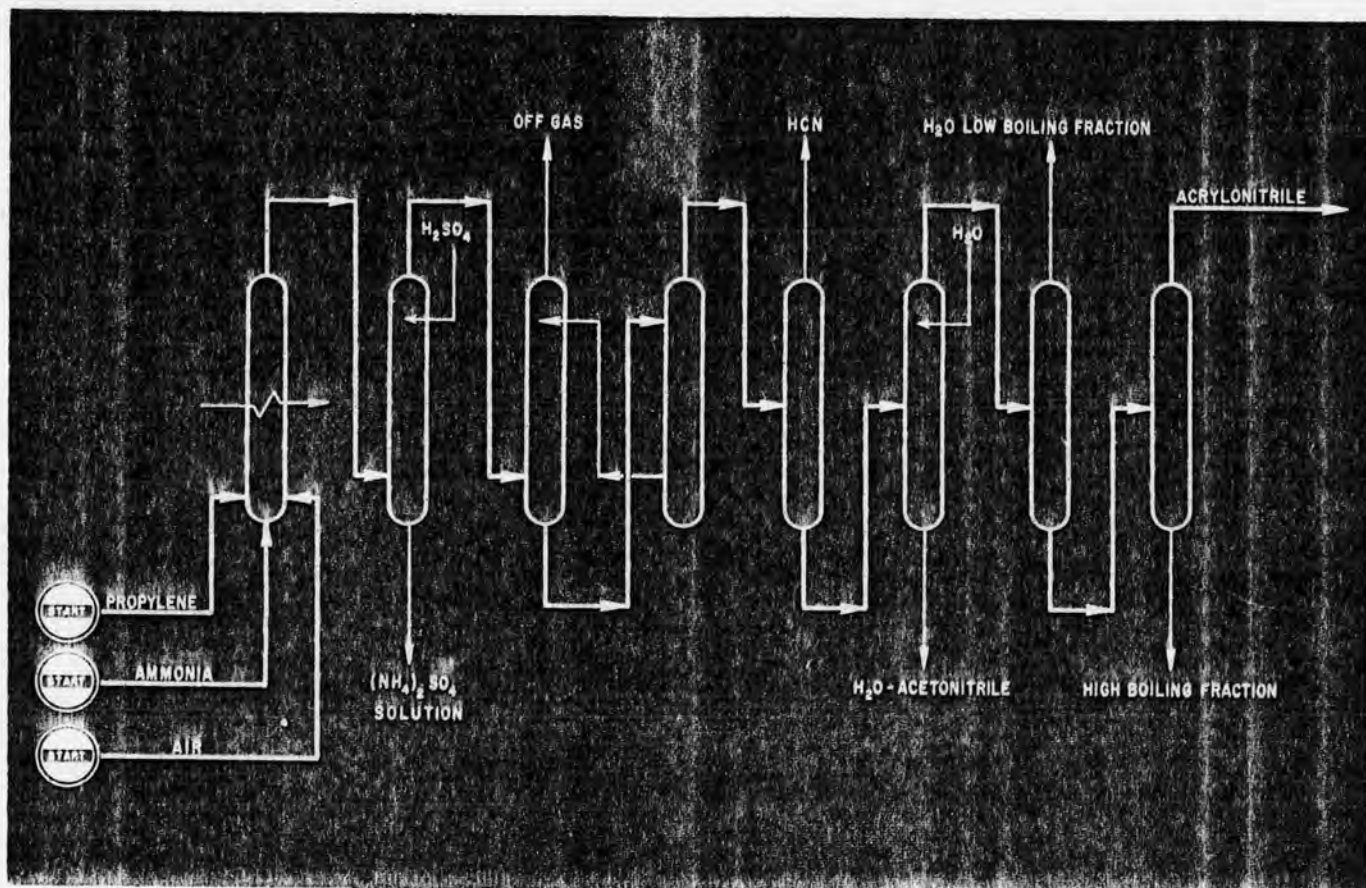 OFF GAS
HCN
H₂O LOW BOILING FRACTION
ACRYLONITRILE
H₂SO₄
H₂O
START
PROPYLENE
START
AMMONIA
START
AIR
(NH₄)₂SO₄
SOLUTION
H₂O-ACETONITRILE
HIGH BOILING FRACTION